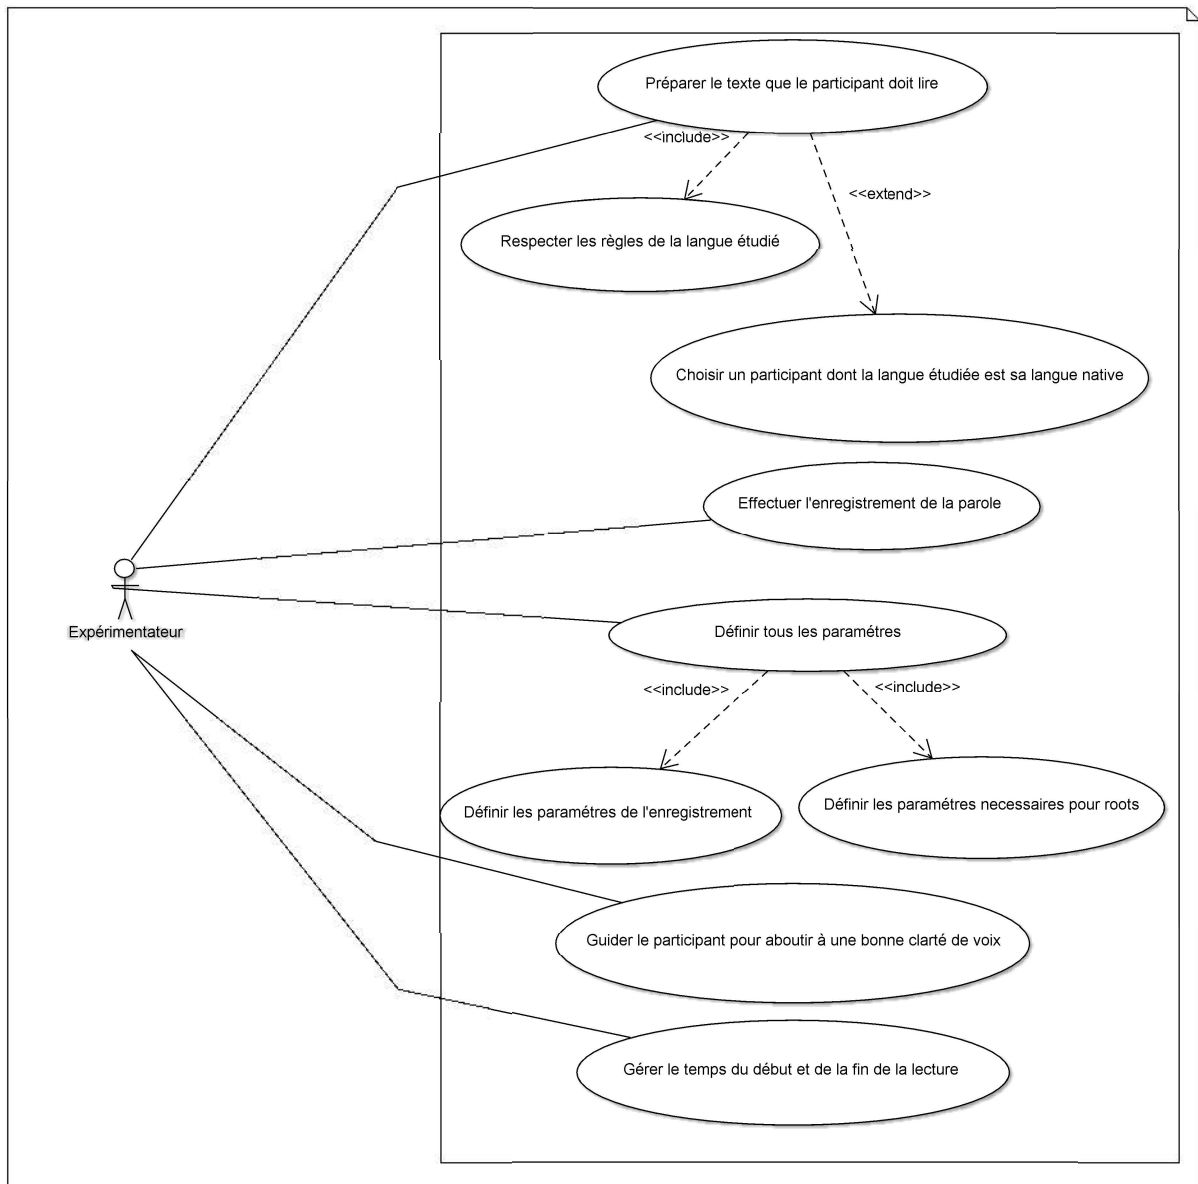 Préparer le texte que le participant doit lire
<<include>>
<<extend>>
Respecter les règles de la langue étudié
Choisir un participant dont la langue étudiée est sa langue native
Effectuer l'enregistrement de la parole
Expérimentateur
Définir tous les paramétres
<<include>>
<<include>>
Définir les paramétres de l'enregistrement
Définir les paramétres necessaires pour roots
Guider le participant pour aboutir à une bonne clarté de voix
Gérer le temps du début et de la fin de la lecture